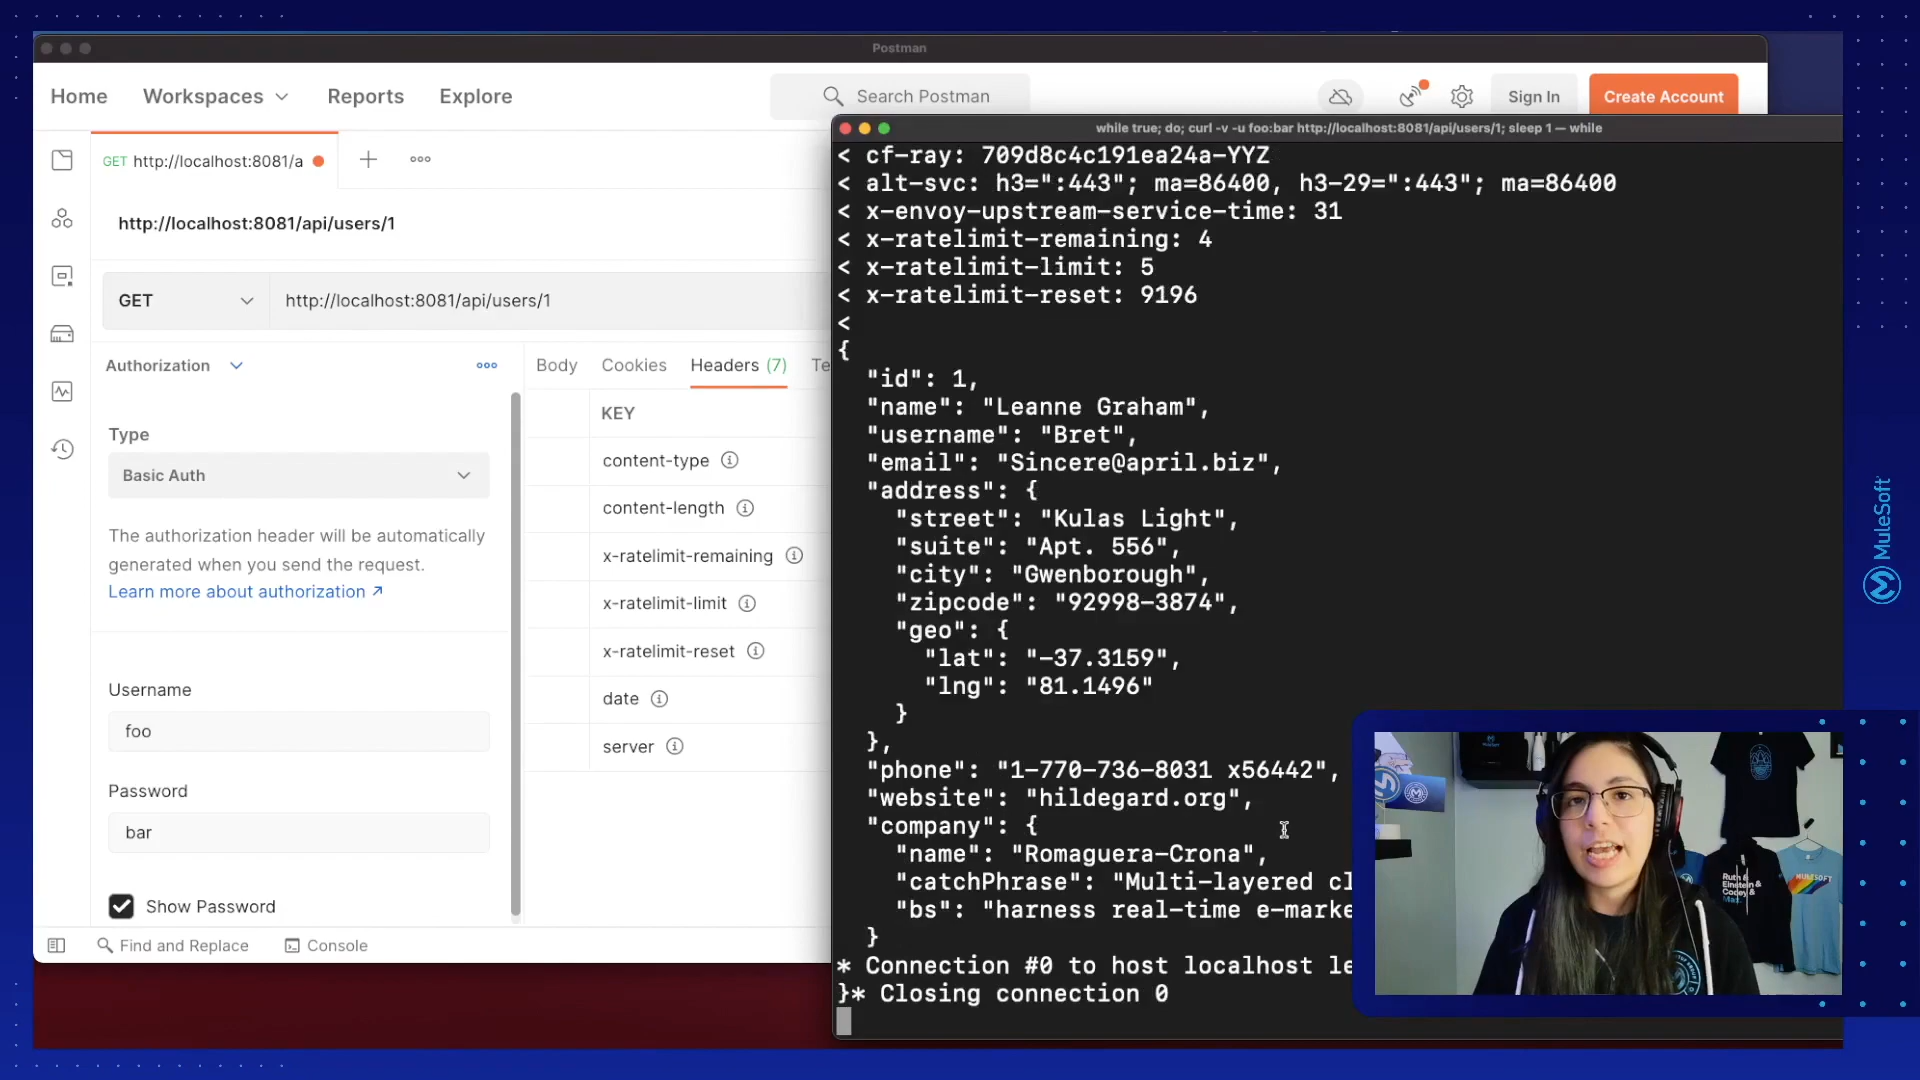 Postman
Home
Workspaces
Reports
Explore
Search Postman
Sign In
Create Account
GET http://localhost:8081/a
http://localhost:8081/api/users/1
GET
http://localhost:8081/api/users/1
Authorization
Type
Basic Auth
The authorization header will be automatically
generated when you send the request.
Learn more about authorization ↗
Username
foo
Password
bar
Show Password
Find and Replace
Console
Body
Cookies
Headers (7)
Te
KEY
content-type
content-length
x-ratelimit-remaining
x-ratelimit-limit
x-ratelimit-reset
date
server
while true; do; curl -v -u foo:bar http://localhost:8081/api/users/1; sleep 1 — while
< cf-ray: 709d8c4c191ea24a-YYZ
< alt-svc: h3=":443"; ma=86400, h3-29=":443"; ma=86400
< x-envoy-upstream-service-time: 31
< x-ratelimit-remaining: 4
< x-ratelimit-limit: 5
< x-ratelimit-reset: 9196
<
{
"id": 1,
"name": "Leanne Graham",
"username": "Bret",
"email": "Sincere@april.biz",
"address": {
"street": "Kulas Light",
"suite": "Apt. 556",
"city": "Gwenborough",
"zipcode": "92998-3874",
"geo": {
"lat": "-37.3159",
"lng": "81.1496"
}
},
"phone": "1-770-736-8031 x56442",
"website": "hildegard.org",
"company": {
"name": "Romaguera-Crona",
"catchPhrase": "Multi-layered cl
"bs": "harness real-time e-marke
}
* Connection #0 to host localhost le
}* Closing connection 0
MuleSoft
Ruth &
Einstein &
Codey &
Max.
MULESOFT